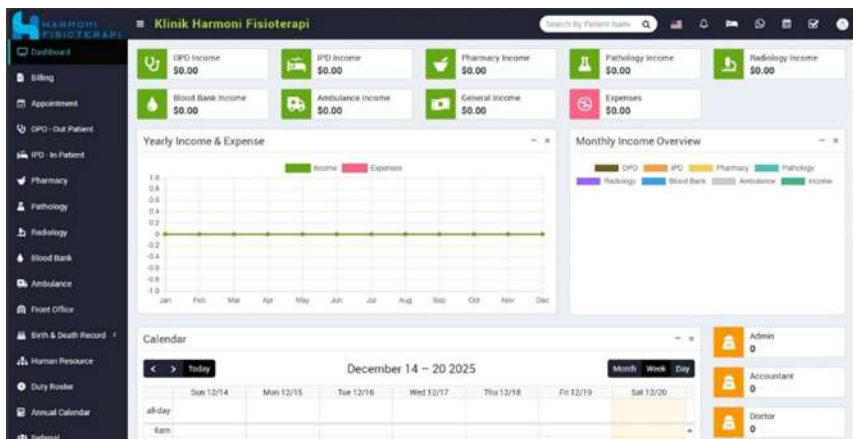 HARMONI
FISIOTERAPI
Klinik Harmoni Fisioterapi
Search By Patient Name
Dashboard
Billing
Appointment
OPD - Out Patient
IPD - In Patient
Pharmacy
Pathology
Radiology
Blood Bank
Ambulance
Front Office
Birth & Death Record
Human Resource
Duty Roster
Annual Calendar
Referral
OPD Income
$0.00
IPD Income
$0.00
Pharmacy Income
$0.00
Pathology Income
$0.00
Radiology Income
$0.00
Blood Bank Income
$0.00
Ambulance Income
$0.00
General Income
$0.00
Expenses
$0.00
Yearly Income & Expense
Income Expenses
1.0
0.8
0.6
0.4
0.2
0
-0.2
-0.4
-0.6
-0.8
-1.0
Jan Feb Mar Apr May Jun Jul Aug Sep Oct Nov Dec
Monthly Income Overview
OPD IPD Pharmacy Pathology
Radiology Blood Bank Ambulance Income
Calendar
< > Today
December 14 – 20 2025
Month Week Day
Sun 12/14 Mon 12/15 Tue 12/16 Wed 12/17 Thu 12/18 Fri 12/19 Sat 12/20
all-day
6am
Admin
0
Accountant
0
Doctor
0